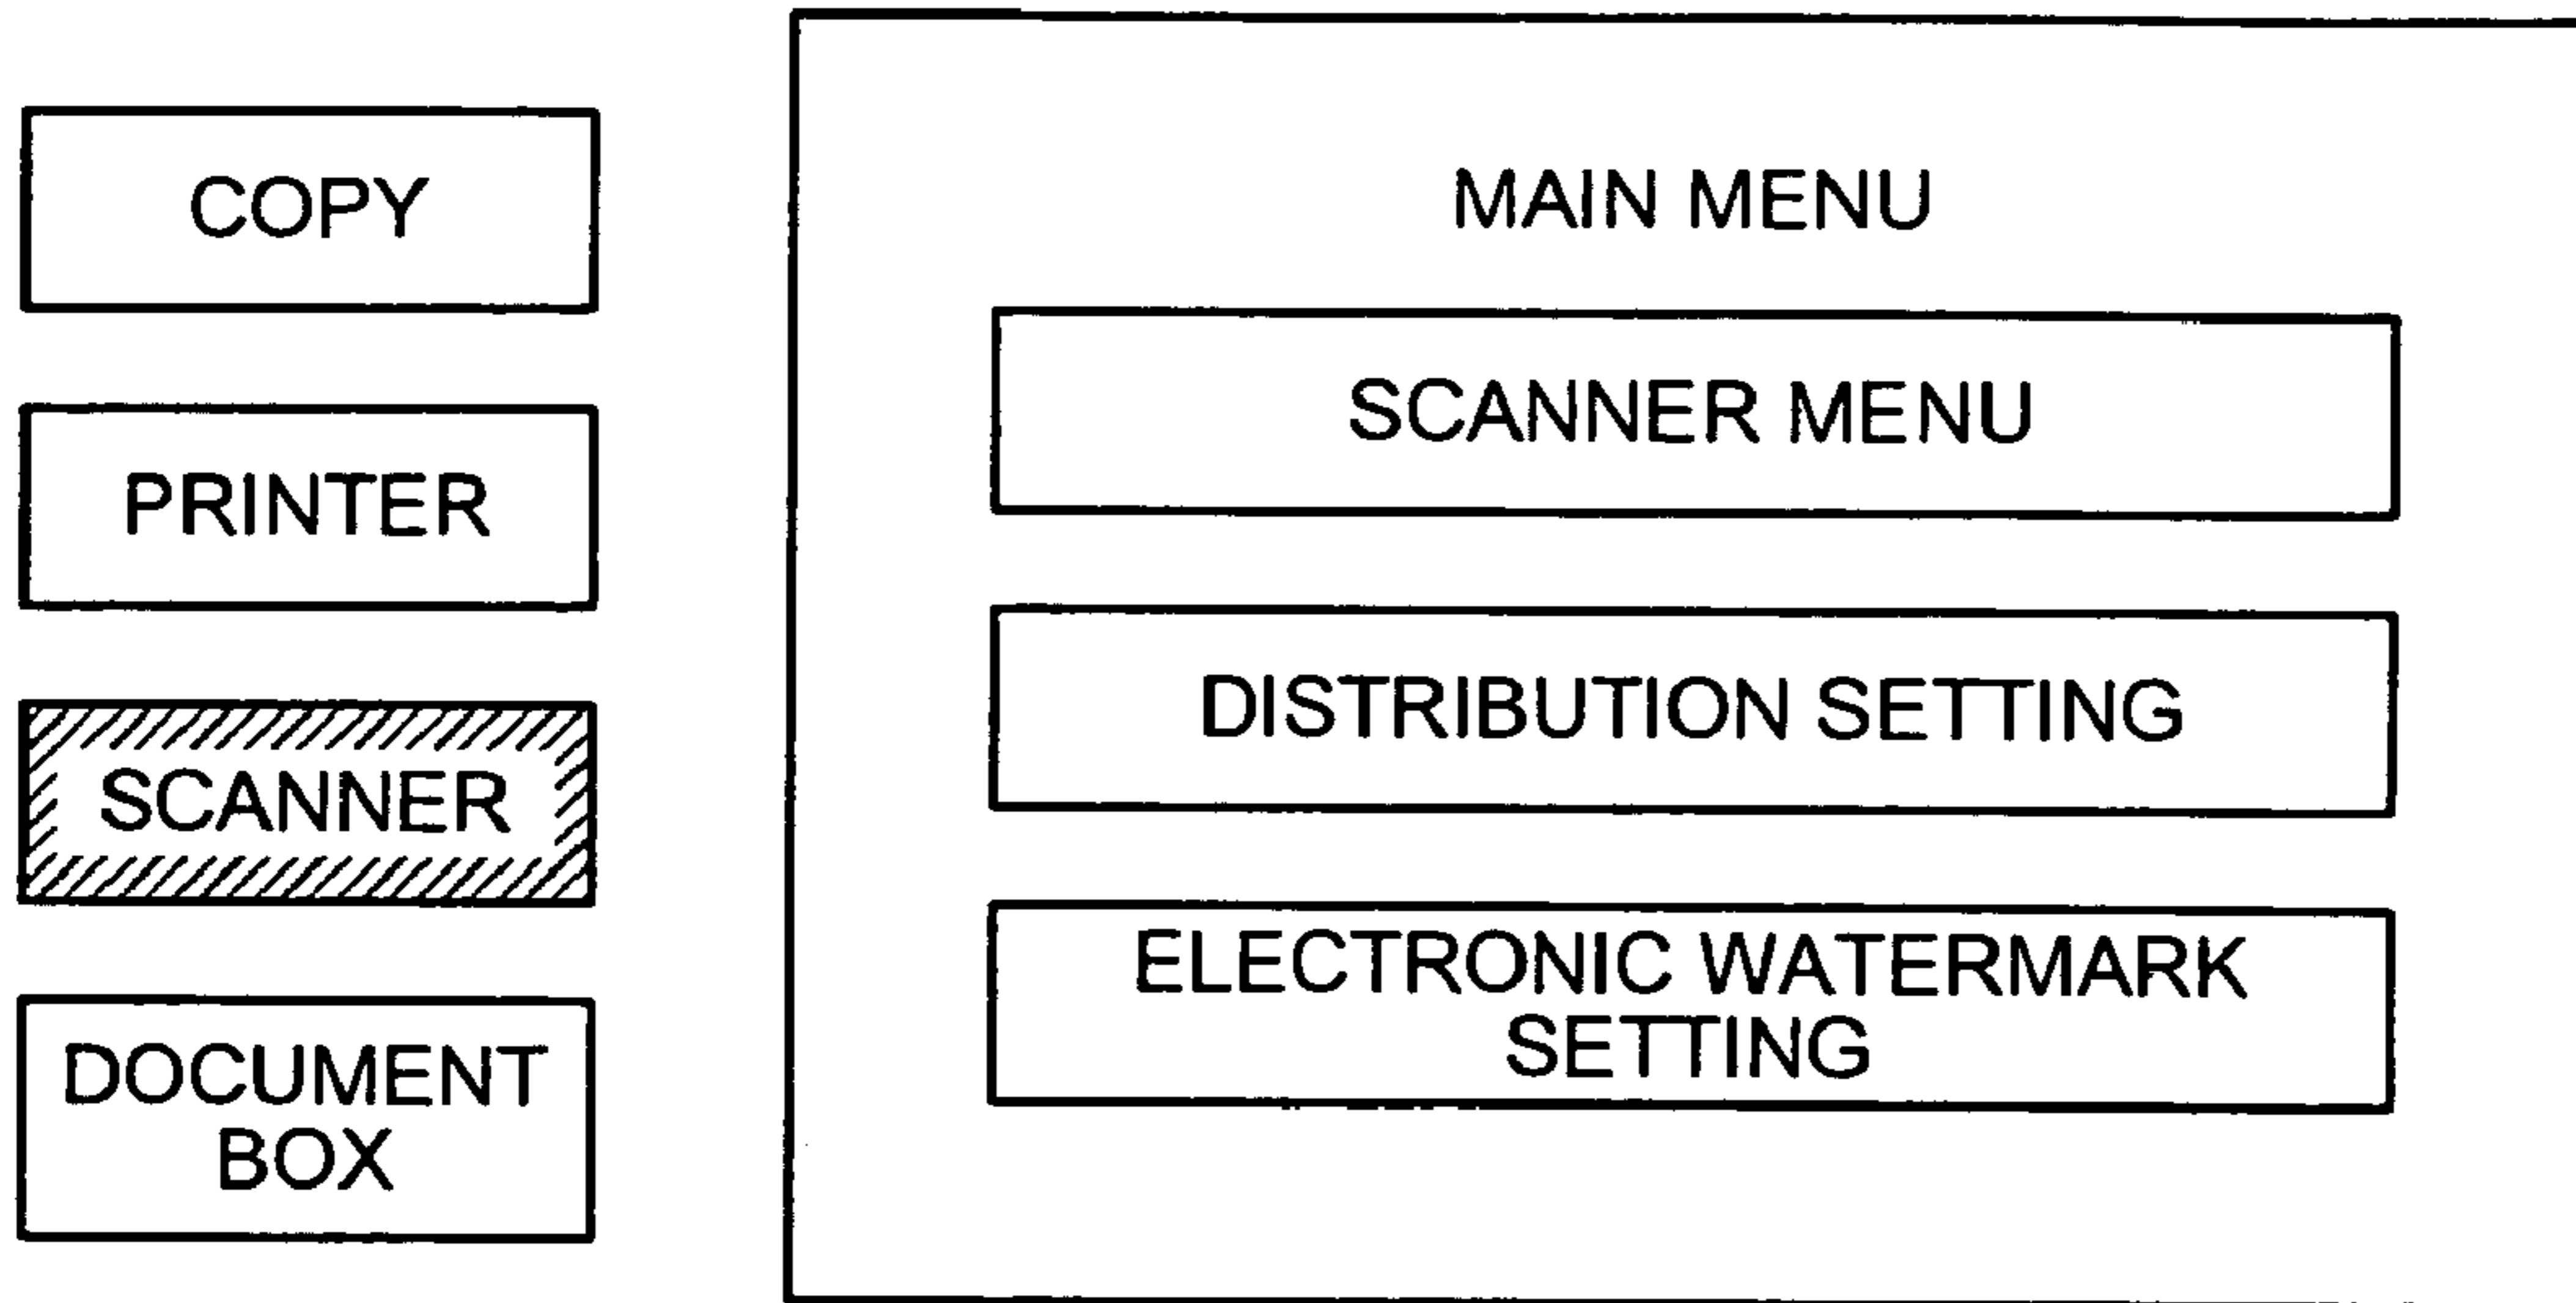 COPY
PRINTER
SCANNER
DOCUMENT
BOX
MAIN MENU
SCANNER MENU
DISTRIBUTION SETTING
ELECTRONIC WATERMARK
SETTING